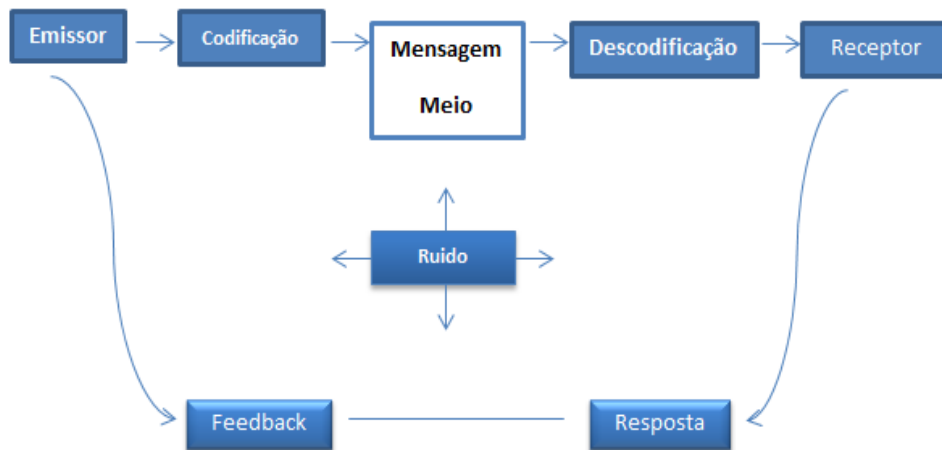 Emissor
Codificação
Mensagem
Meio
Descodificação
Receptor
Ruido
Feedback
Resposta